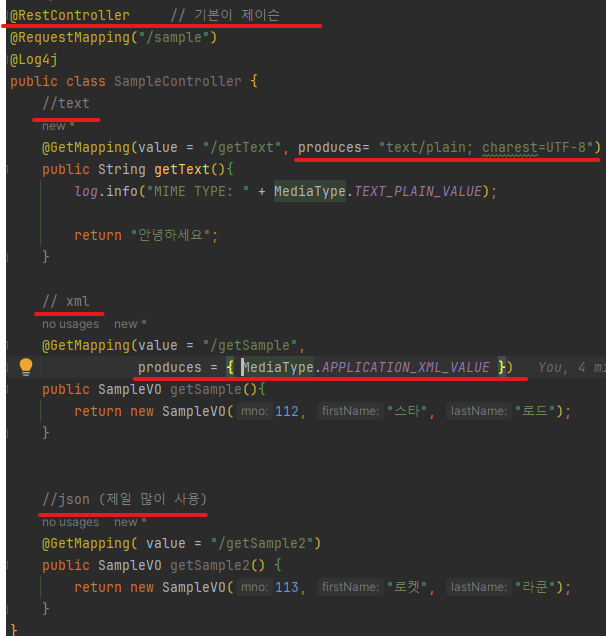 @RestController // 기본이 제이슨
@RequestMapping("/sample")
@Log4j
public class SampleController {
//text
new *
@GetMapping(value = "/getText", produces= "text/plain; charest=UTF-8")
public String getText(){
log.info("MIME TYPE: " + MediaType.TEXT_PLAIN_VALUE);
return "안녕하세요";
}
// xml
no usages new *
@GetMapping(value = "/getSample",
produces = { MediaType.APPLICATION_XML_VALUE }) You, 4 mi
public SampleVO getSample(){
return new SampleVO( mno: 112, firstName: "스타", lastName: "로드");
}
//json (제일 많이 사용)
no usages new *
@GetMapping( value = "/getSample2")
public SampleVO getSample2() {
return new SampleVO( mno: 113, firstName: "로켓", lastName: "라쿤");
}
}